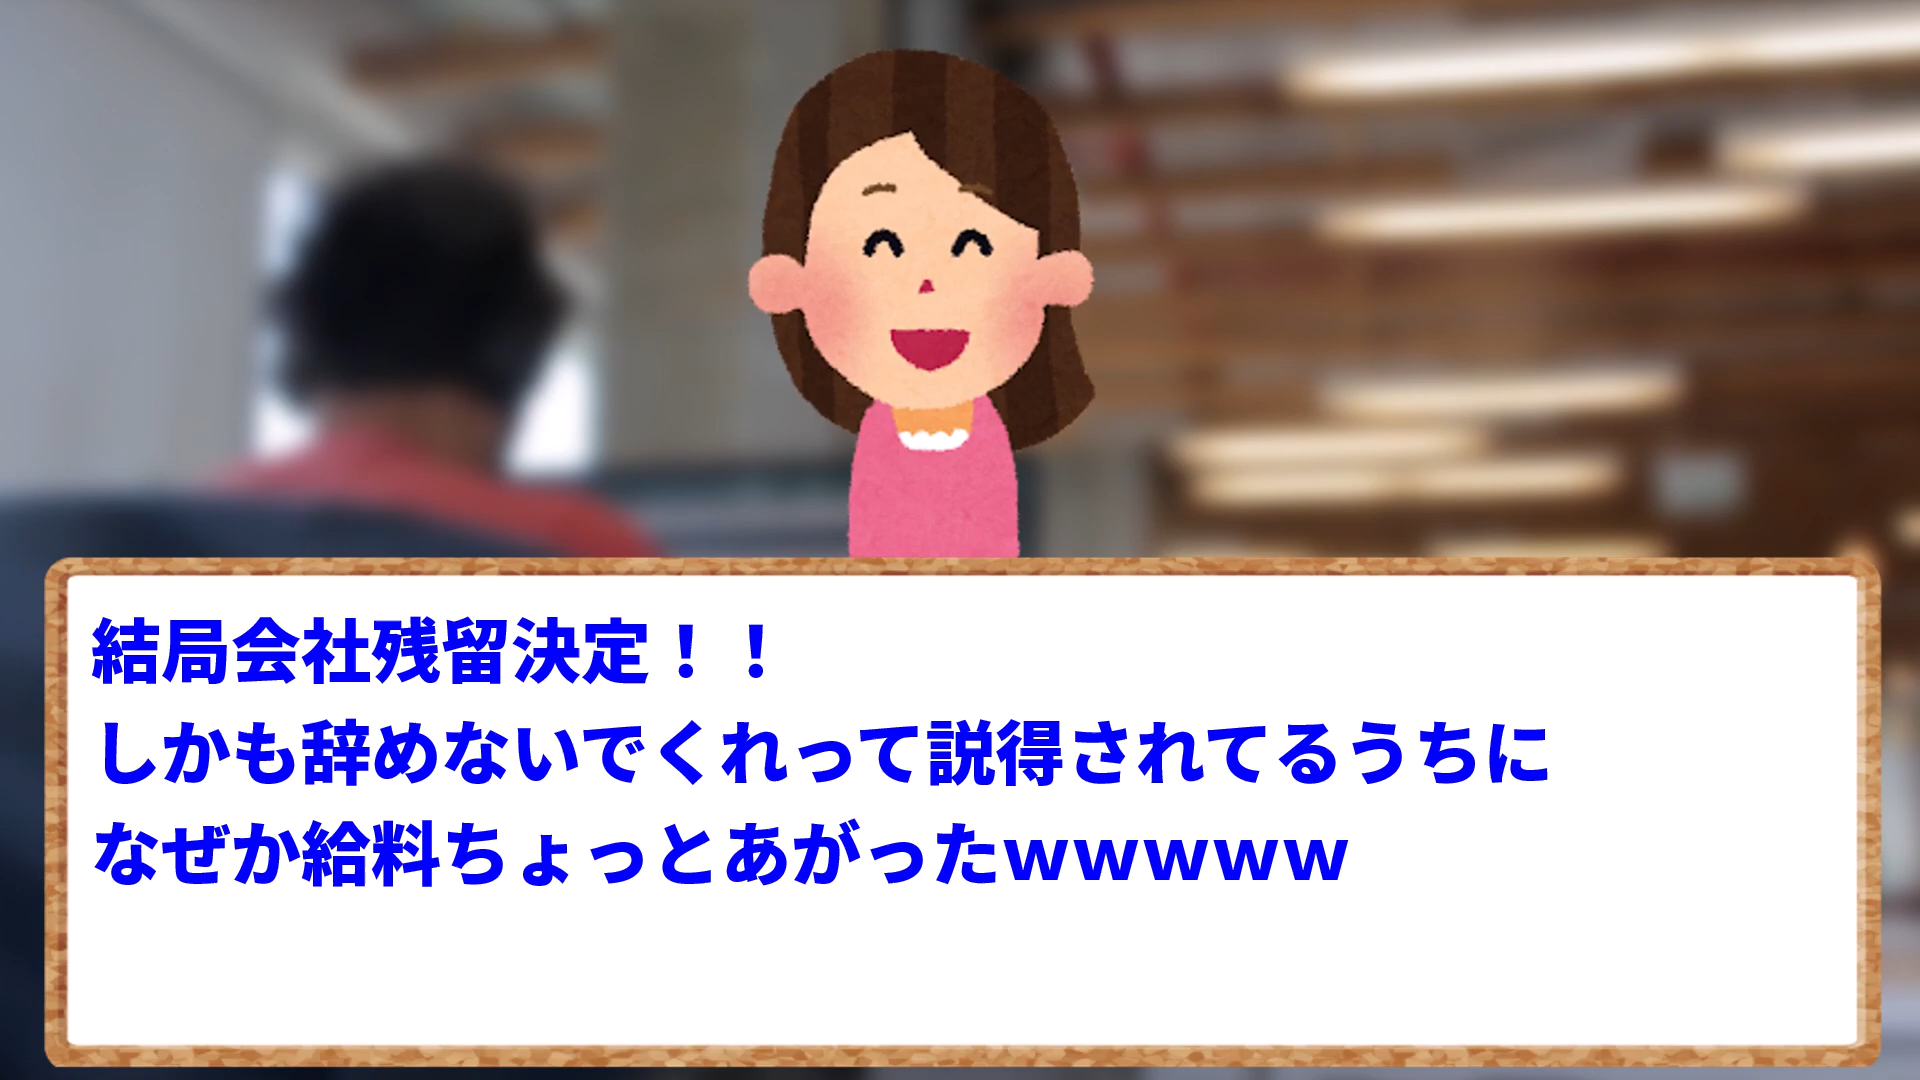 結局会社残留決定！！
しかも辞めないでくれって説得されてるうちに
なぜか給料ちょっとあがったwwwww